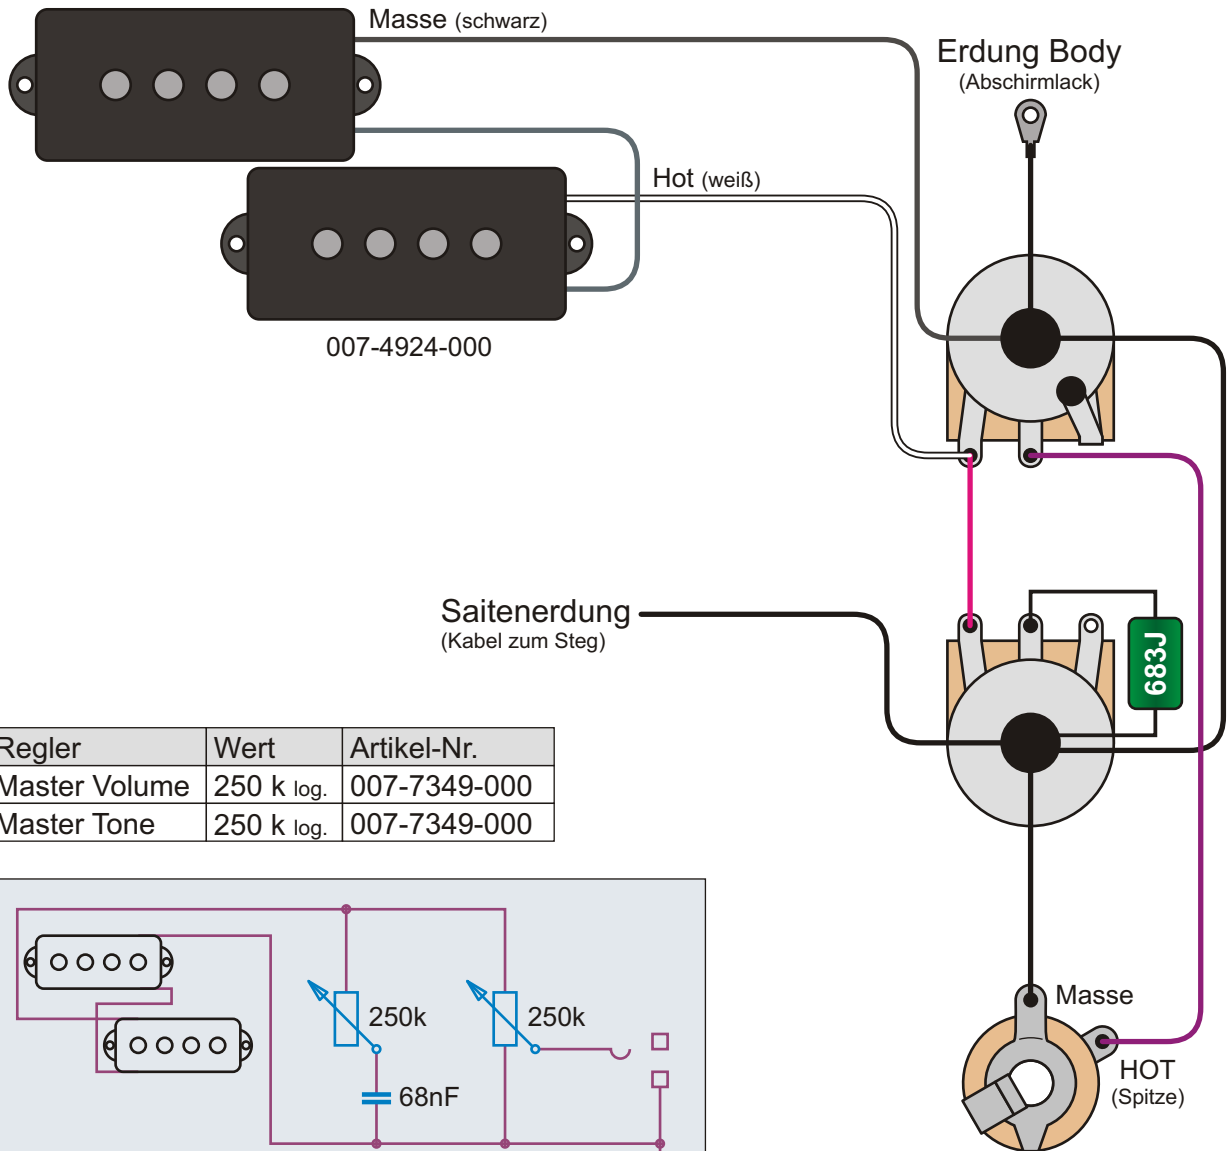 Masse (schwarz)
Erdung Body
(Abschirmlack)
Hot (weiß)
007-4924-000
Saitenerdung
(Kabel zum Steg)
683J
Regler Wert Artikel-Nr.
Master Volume 250 k log. 007-7349-000
Master Tone 250 k log. 007-7349-000
250k 250k
68nF
Masse
HOT
(Spitze)